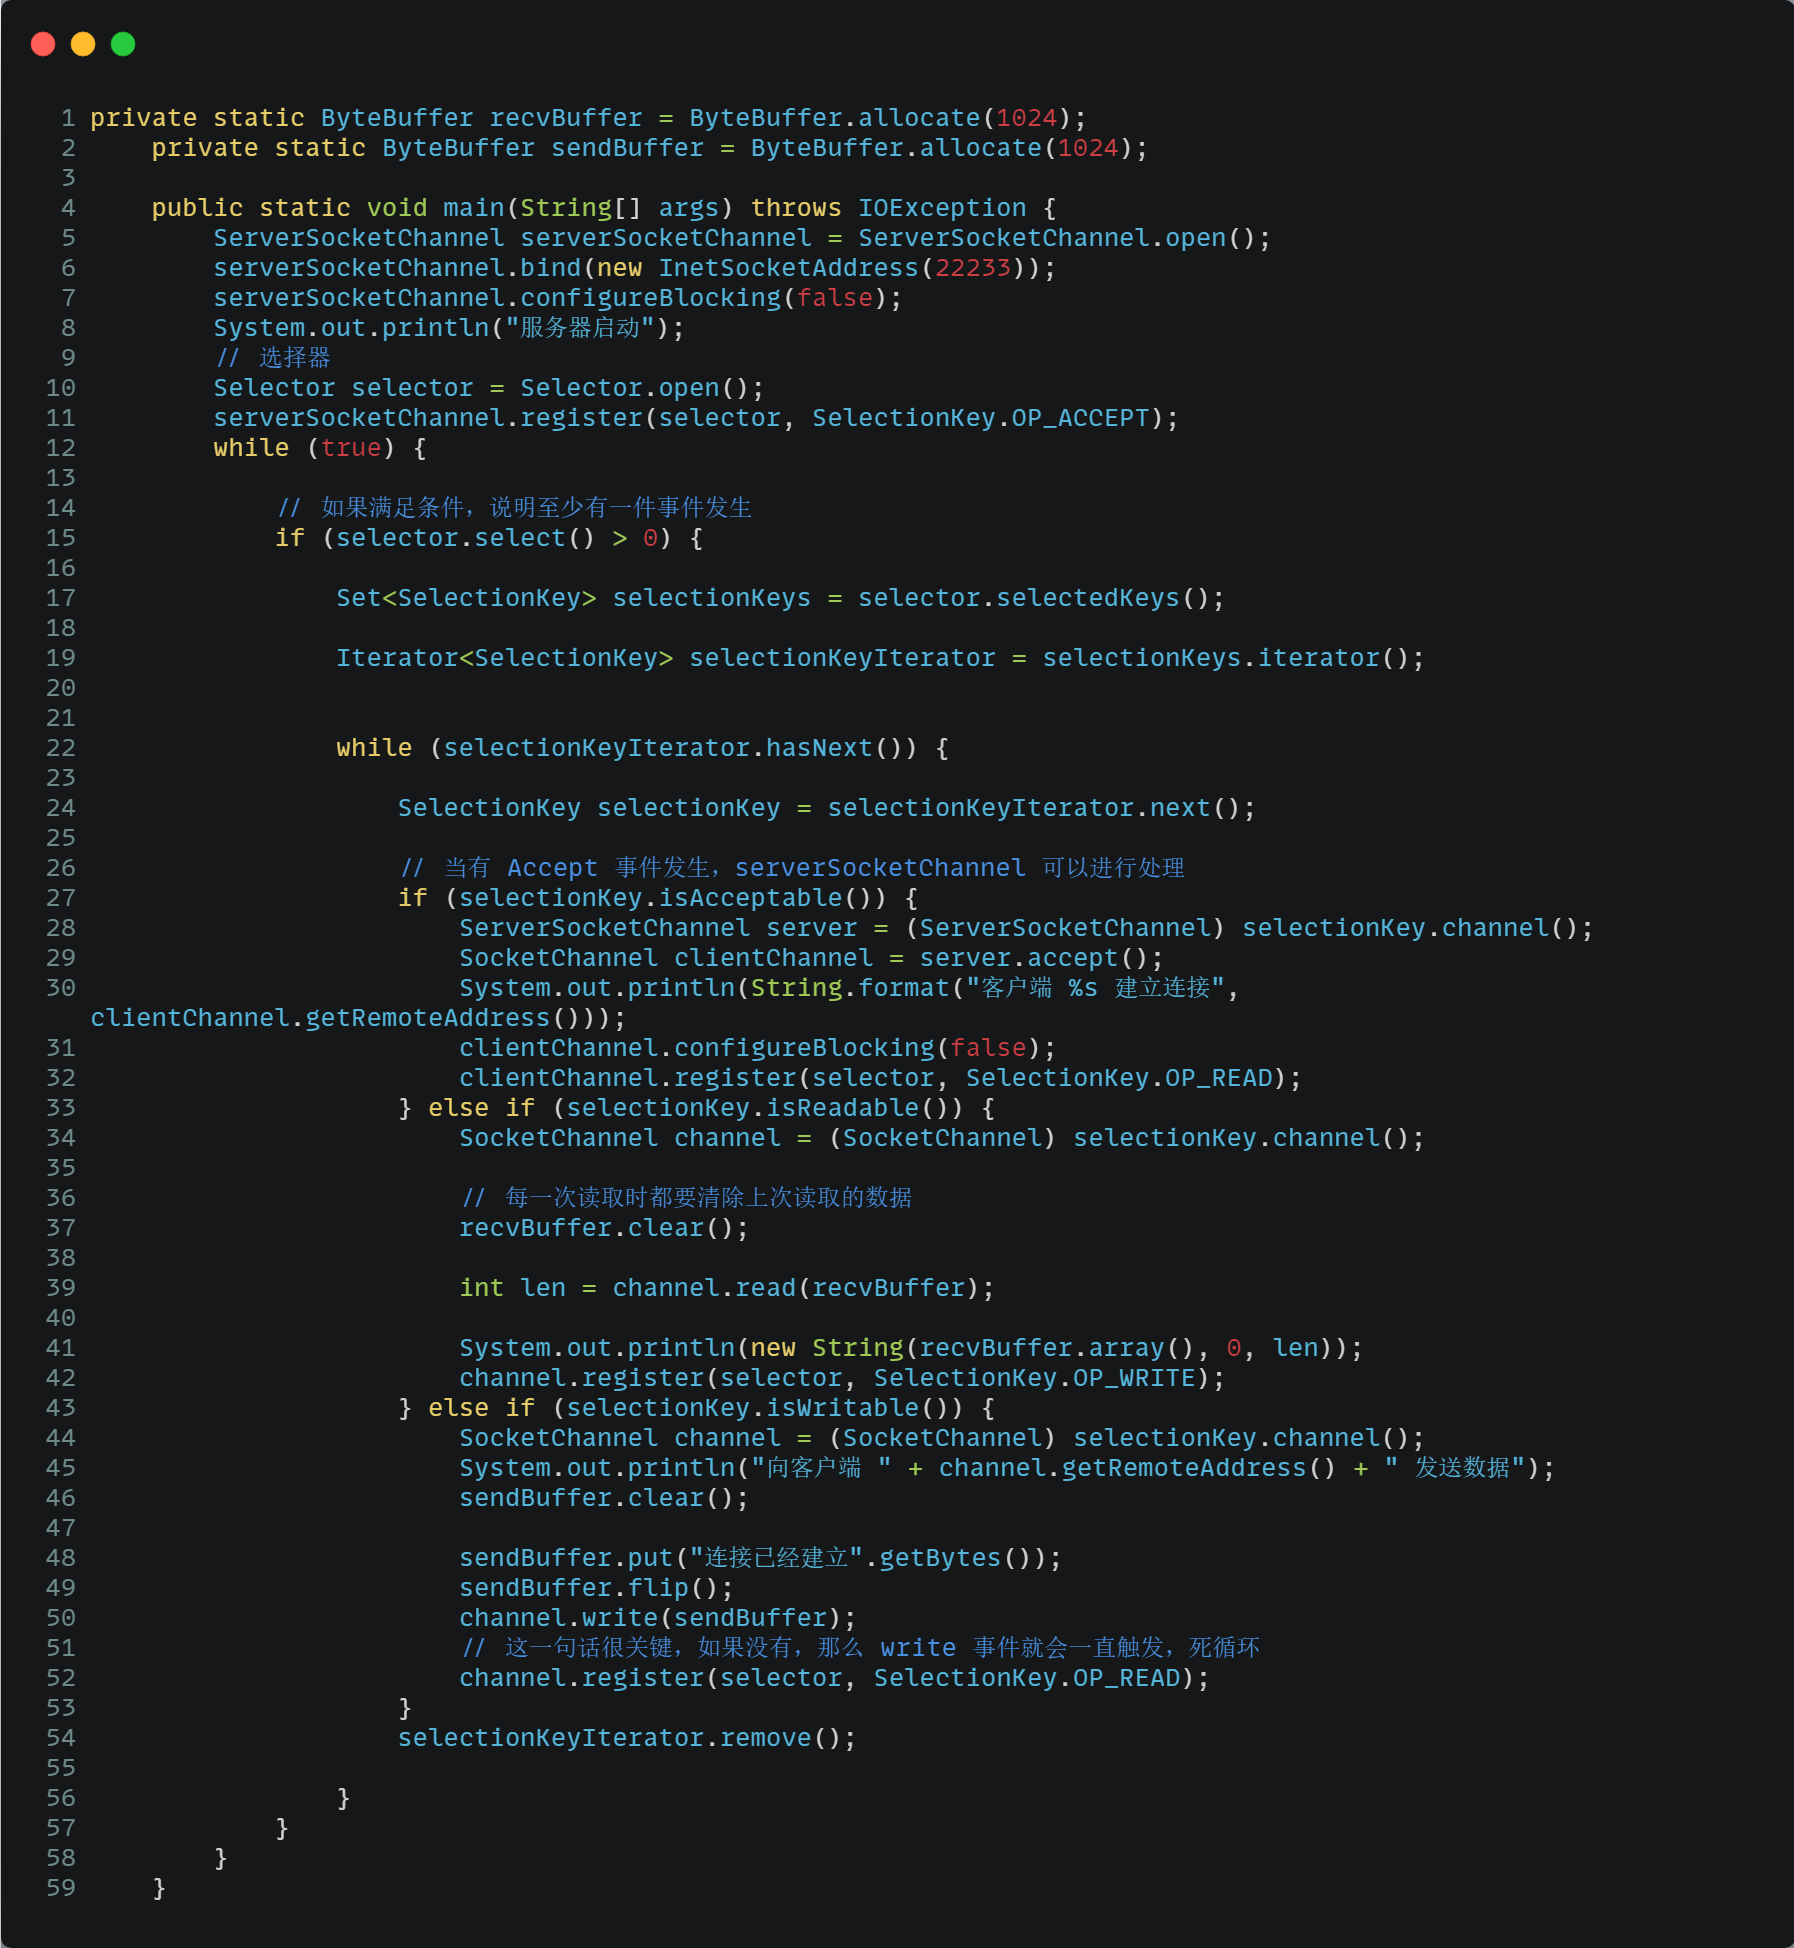 1 private static ByteBuffer recvBuffer = ByteBuffer.allocate(1024);
2     private static ByteBuffer sendBuffer = ByteBuffer.allocate(1024);
3
4     public static void main(String[] args) throws IOException {
5         ServerSocketChannel serverSocketChannel = ServerSocketChannel.open();
6         serverSocketChannel.bind(new InetSocketAddress(22233));
7         serverSocketChannel.configureBlocking(false);
8         System.out.println("服务器启动");
9         // 选择器
10         Selector selector = Selector.open();
11         serverSocketChannel.register(selector, SelectionKey.OP_ACCEPT);
12         while (true) {
13
14             // 如果满足条件，说明至少有一件事件发生
15             if (selector.select() > 0) {
16
17                 Set<SelectionKey> selectionKeys = selector.selectedKeys();
18
19                 Iterator<SelectionKey> selectionKeyIterator = selectionKeys.iterator();
20
21
22                 while (selectionKeyIterator.hasNext()) {
23
24                     SelectionKey selectionKey = selectionKeyIterator.next();
25
26                     // 当有 Accept 事件发生，serverSocketChannel 可以进行处理
27                     if (selectionKey.isAcceptable()) {
28                         ServerSocketChannel server = (ServerSocketChannel) selectionKey.channel();
29                         SocketChannel clientChannel = server.accept();
30                         System.out.println(String.format("客户端 %s 建立连接",
clientChannel.getRemoteAddress()));
31                         clientChannel.configureBlocking(false);
32                         clientChannel.register(selector, SelectionKey.OP_READ);
33                     } else if (selectionKey.isReadable()) {
34                         SocketChannel channel = (SocketChannel) selectionKey.channel();
35
36                         // 每一次读取时都要清除上次读取的数据
37                         recvBuffer.clear();
38
39                         int len = channel.read(recvBuffer);
40
41                         System.out.println(new String(recvBuffer.array(), 0, len));
42                         channel.register(selector, SelectionKey.OP_WRITE);
43                     } else if (selectionKey.isWritable()) {
44                         SocketChannel channel = (SocketChannel) selectionKey.channel();
45                         System.out.println("向客户端 " + channel.getRemoteAddress() + " 发送数据");
46                         sendBuffer.clear();
47
48                         sendBuffer.put("连接已经建立".getBytes());
49                         sendBuffer.flip();
50                         channel.write(sendBuffer);
51                         // 这一句话很关键，如果没有，那么 write 事件就会一直触发，死循环
52                         channel.register(selector, SelectionKey.OP_READ);
53                     }
54                     selectionKeyIterator.remove();
55
56                 }
57             }
58         }
59     }